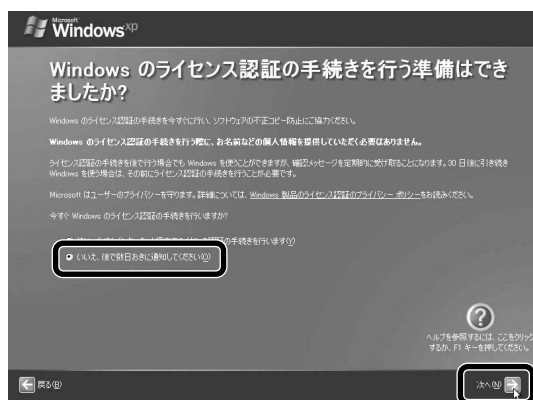 Microsoft
Windows xp
Windows のライセンス認証の手続きを行う準備はでき
ましたか?
Windows のライセンス認証の手続きを今すぐに行い、ソフトウェアの不正コピー防止にご協力ください。
Windows のライセンス認証の手続きを行う際に、お名前などの個人情報を提供していただく必要はありません。
ライセンス認証の手続きを後で行う場合でも Windows を使うことができますが、確認メッセージを定期的に受け取ることになります。30 日後に引き続き
Windows を使う場合は、その前にライセンス認証の手続きを行うことが必要です。
Microsoft はユーザーのプライバシーを守ります。詳細については、Windows 製品のライセンス認証のプライバシー ポリシーをお読みください。
今すぐ Windows のライセンス認証の手続きを行いますか?
の手続きを行います(Y)
いいえ、後で数日おきに通知してください(O)
?
ヘルプを参照するには、ここをクリック
するか、F1 キーを押してください。
戻る(B)
次へ(N)